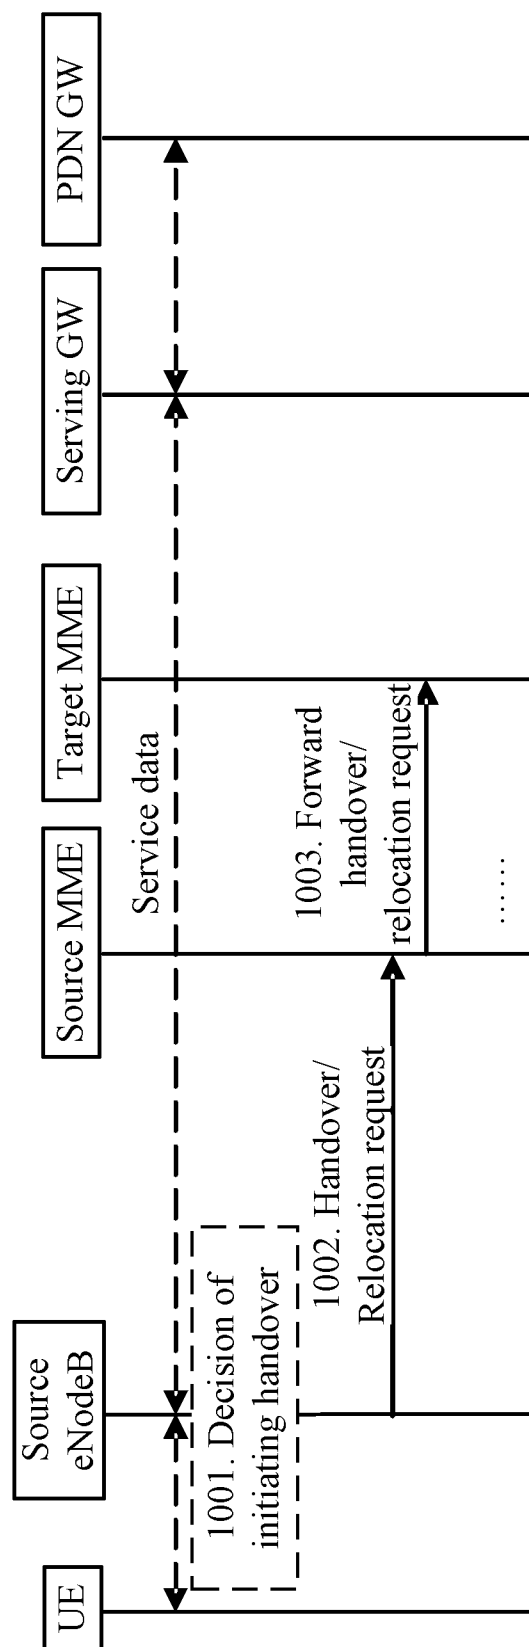 UE
Source
eNodeB
Source MME
Target MME
Serving GW
PDN GW
Service data
1001. Decision of
initiating handover
1002. Handover/
Relocation request
1003. Forward
handover/
relocation request
......